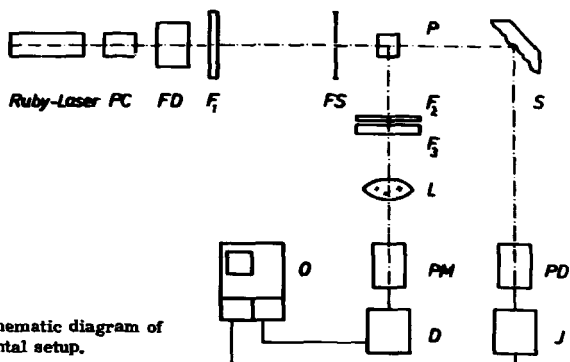 P
Ruby-Laser PC FD F1 FS S
F2
F3
L
O PM PD
D J
hematic diagram of
ntal setup.